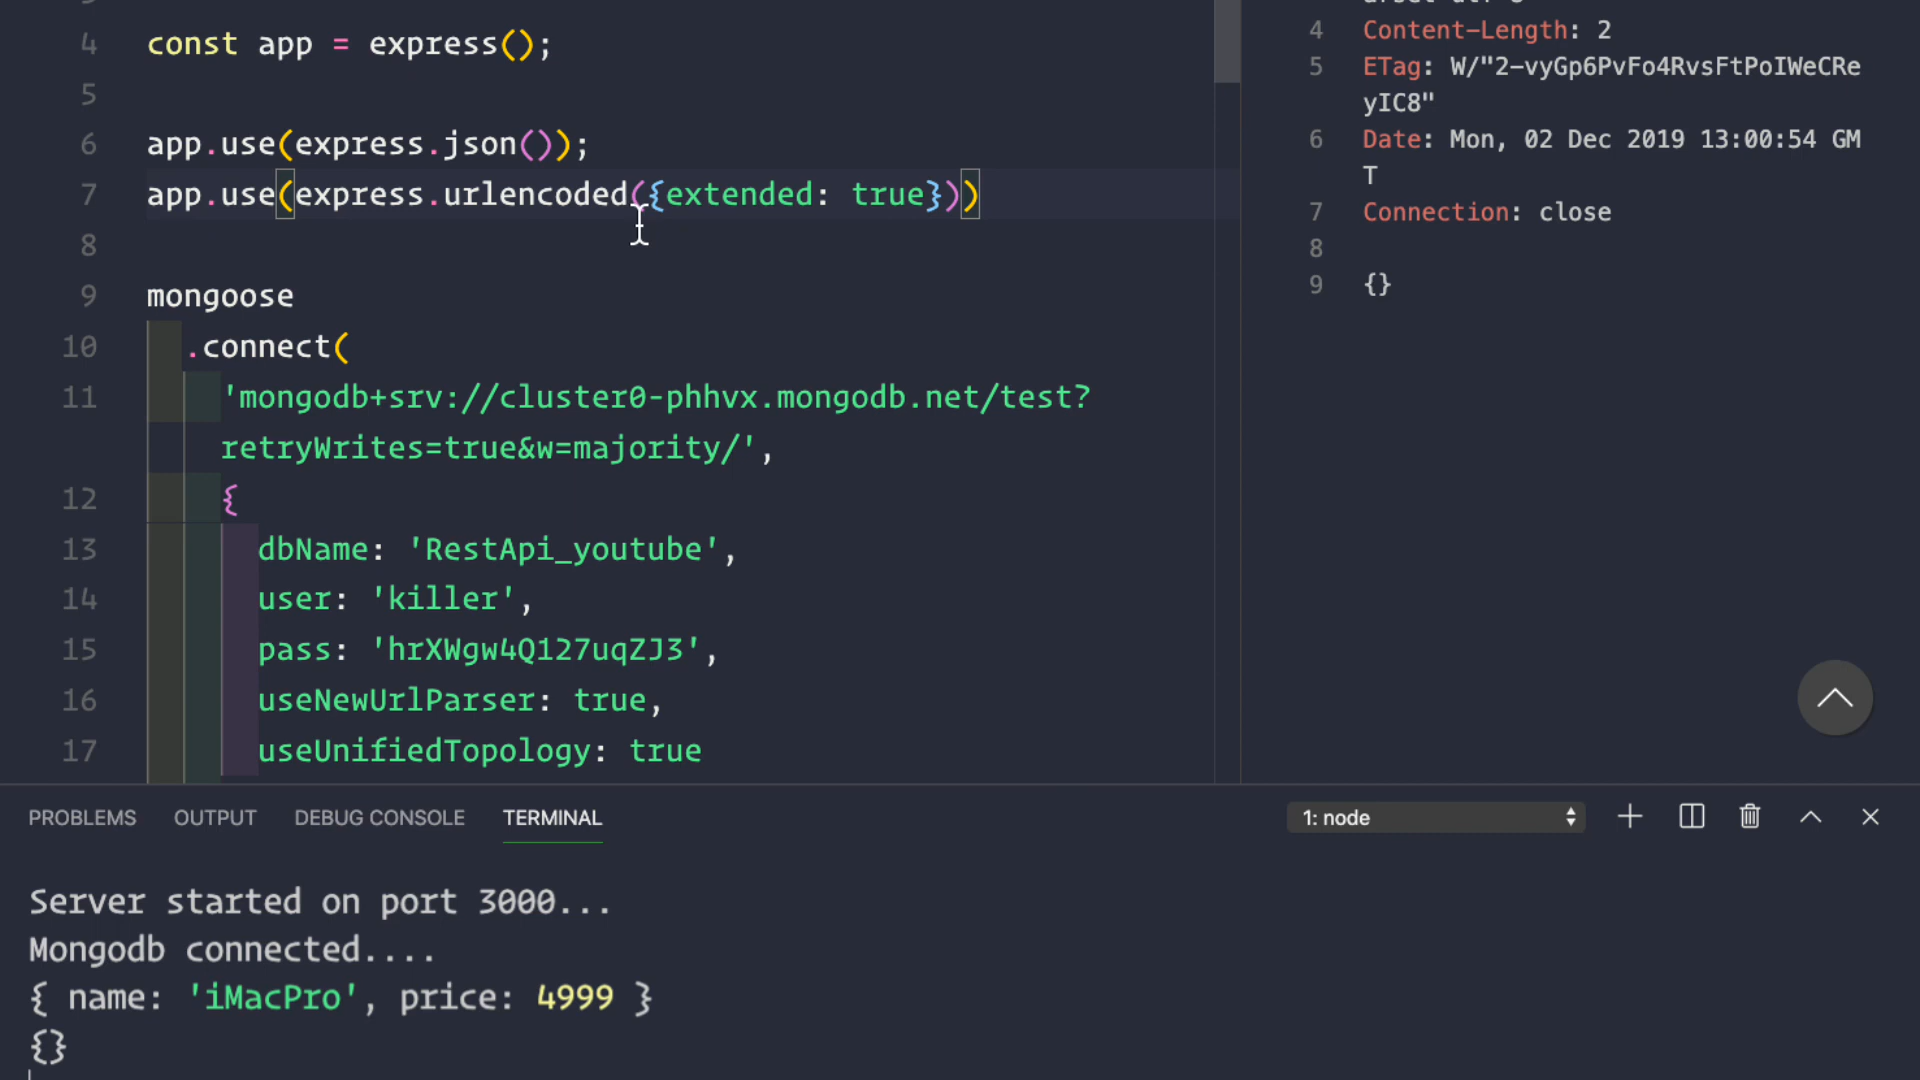 4 const app = express();
5
6 app.use(express.json());
7 app.use(express.urlencoded({extended: true}))
8
9 mongoose
10 .connect(
11 'mongodb+srv://cluster0-phhvx.mongodb.net/test?
retryWrites=true&w=majority/',
12 {
13 dbName: 'RestApi_youtube',
14 user: 'killer',
15 pass: 'hrXWgw4Q127uqZJ3',
16 useNewUrlParser: true,
17 useUnifiedTopology: true
4 Content-Length: 2
5 ETag: W/"2-vyGp6PvFo4RvsFtPoIWeCRe
yIC8"
6 Date: Mon, 02 Dec 2019 13:00:54 GM
T
7 Connection: close
8
9 {}
PROBLEMS OUTPUT DEBUG CONSOLE TERMINAL 1: node
Server started on port 3000...
Mongodb connected....
{ name: 'iMacPro', price: 4999 }
{}